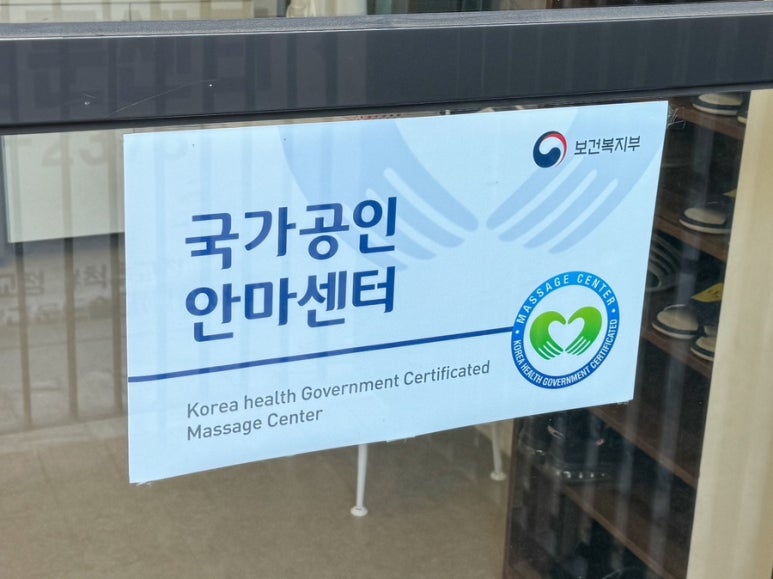 보건복지부
국가공인
안마센터
MASSAGE CENTER
KOREA HEALTH GOVERNMENT CERTIFICATED
Korea health Government Certificated
Massage Center